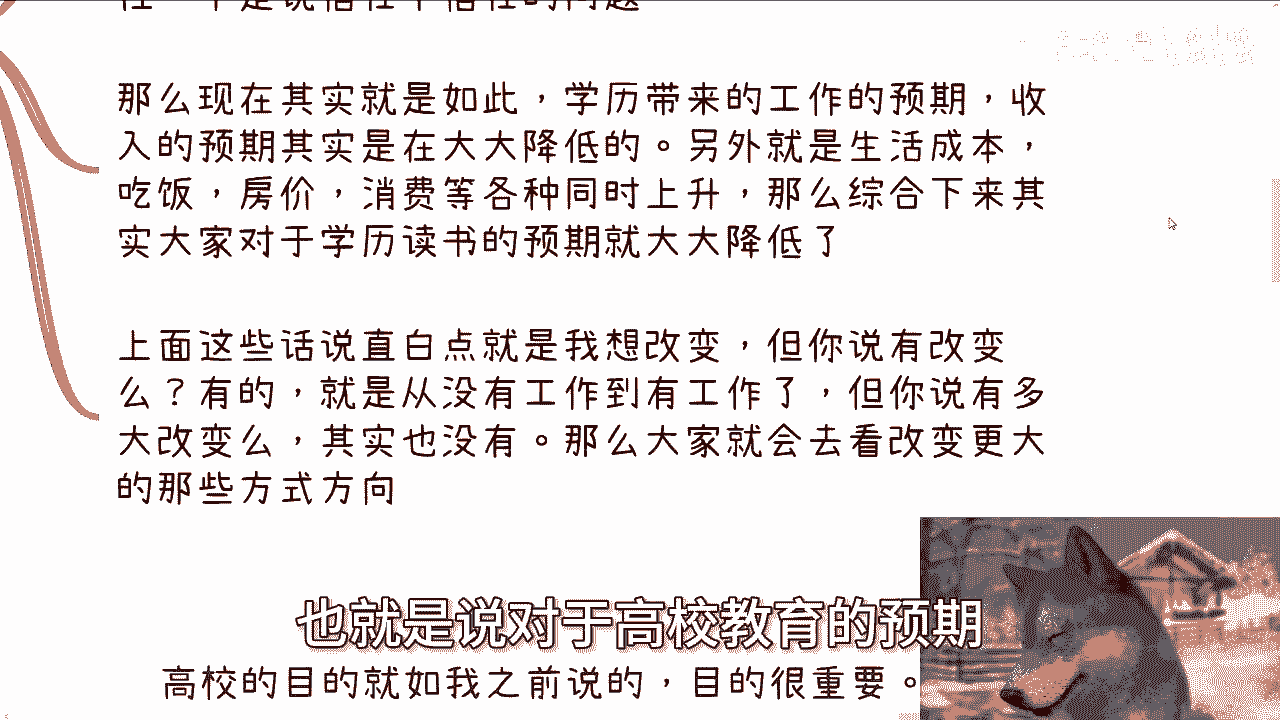 那么现在其实就是如此，学历带来的工作的预期，收
入的预期其实是在大大降低的。另外就是生活成本，
吃饭，房价，消费等各种同时上升，那么综合下来其
实大家对于学历读书的预期就大大降低了
上面这些话说直白点就是我想改变，但你说有改变
么？有的，就是从没有工作到有工作了，但你说有多
大改变么，其实也没有。那么大家就会去看改变更大
的那些方式方向
也就是说对于高校教育的预期
高校的目的就如我之前说的，目的很重要。